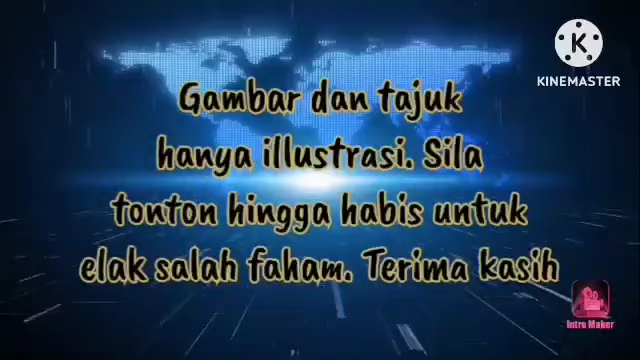 KINEMASTER
Gambar dan tajuk
hanya illustrasi. Sila
tonton hingga habis untuk
elak salah faham. Terima kasih
Intro Maker